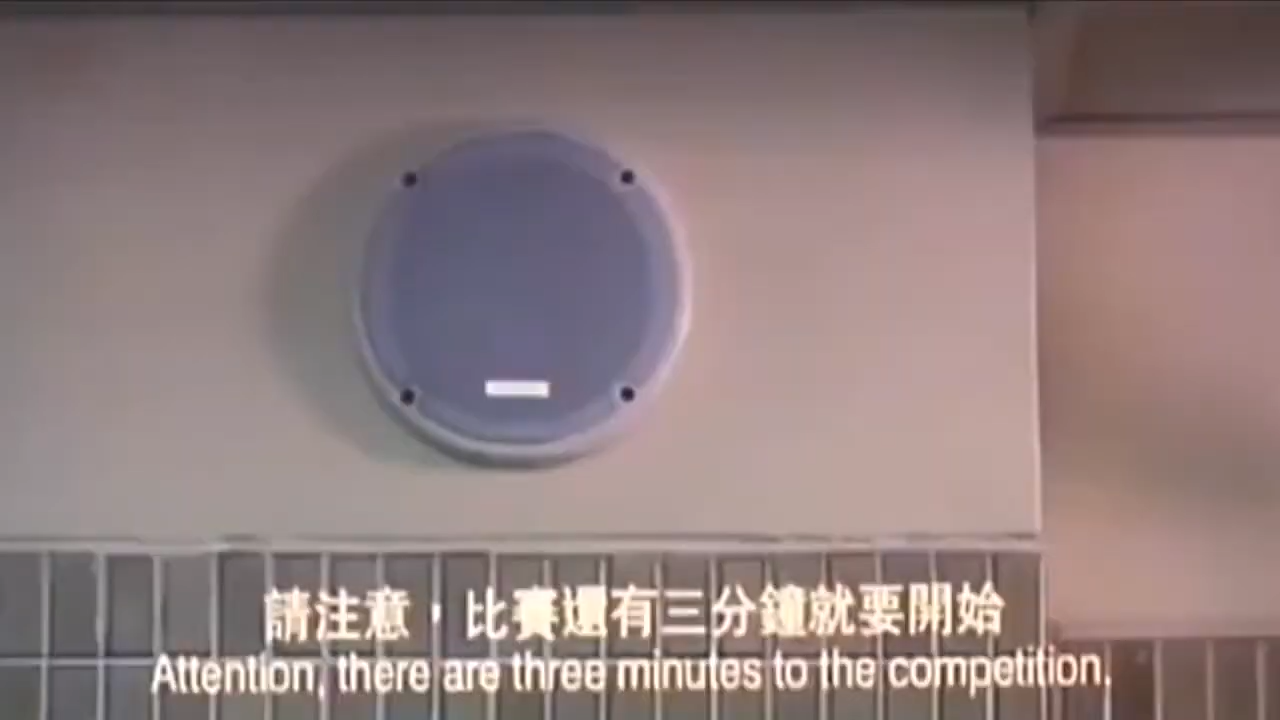 請注意，比賽還有三分鐘就要開始
Attention, there are three minutes to the competition.